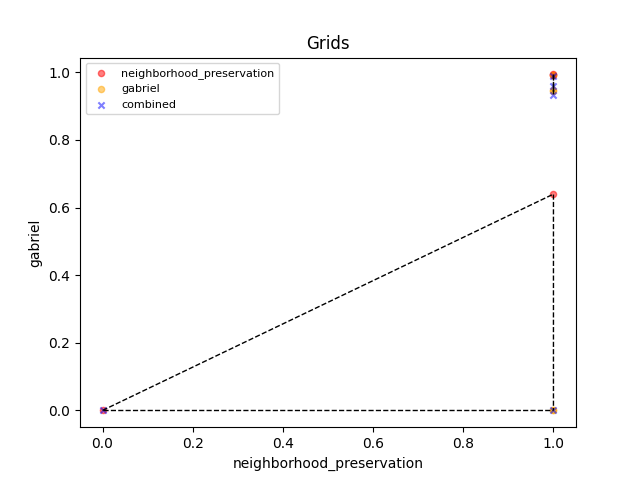 Grids
neighborhood_preservation
gabriel
combined
1.0
0.8
0.6
0.4
0.2
0.0
gabriel
0.0 0.2 0.4 0.6 0.8 1.0
neighborhood_preservation